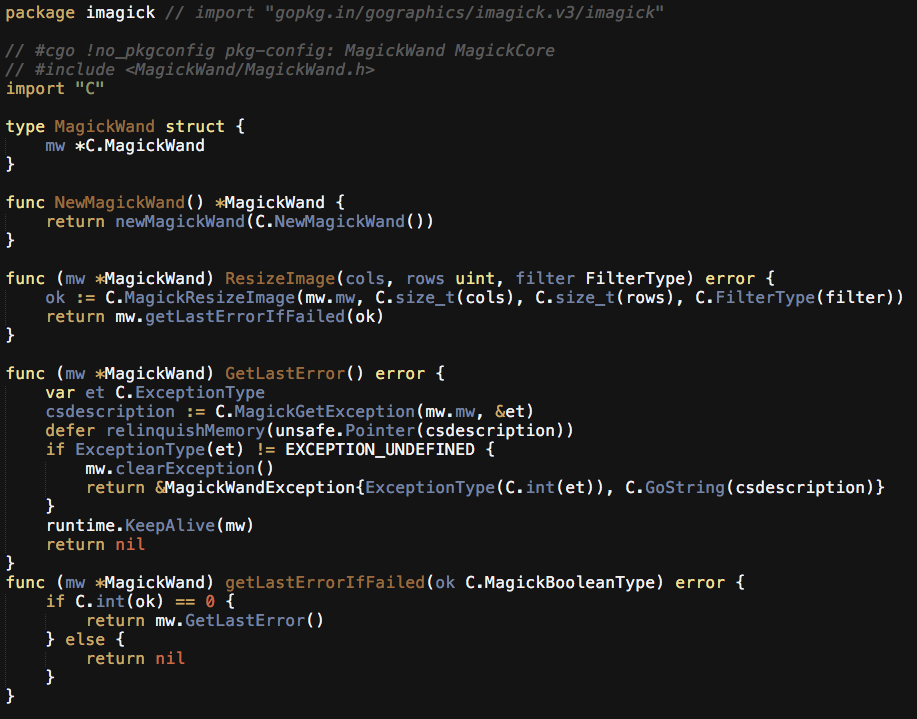 package imagick // import "gopkg.in/gographics/imagick.v3/imagick"

// #cgo !no_pkgconfig pkg-config: MagickWand MagickCore
// #include <MagickWand/MagickWand.h>
import "C"

type MagickWand struct {
    mw *C.MagickWand
}

func NewMagickWand() *MagickWand {
    return newMagickWand(C.NewMagickWand())
}

func (mw *MagickWand) ResizeImage(cols, rows uint, filter FilterType) error {
    ok := C.MagickResizeImage(mw.mw, C.size_t(cols), C.size_t(rows), C.FilterType(filter))
    return mw.getLastErrorIfFailed(ok)
}

func (mw *MagickWand) GetLastError() error {
    var et C.ExceptionType
    csdescription := C.MagickGetException(mw.mw, &et)
    defer relinquishMemory(unsafe.Pointer(csdescription))
    if ExceptionType(et) != EXCEPTION_UNDEFINED {
        mw.clearException()
        return &MagickWandException{ExceptionType(C.int(et)), C.GoString(csdescription)}
    }
    runtime.KeepAlive(mw)
    return nil
}
func (mw *MagickWand) getLastErrorIfFailed(ok C.MagickBooleanType) error {
    if C.int(ok) == 0 {
        return mw.GetLastError()
    } else {
        return nil
    }
}